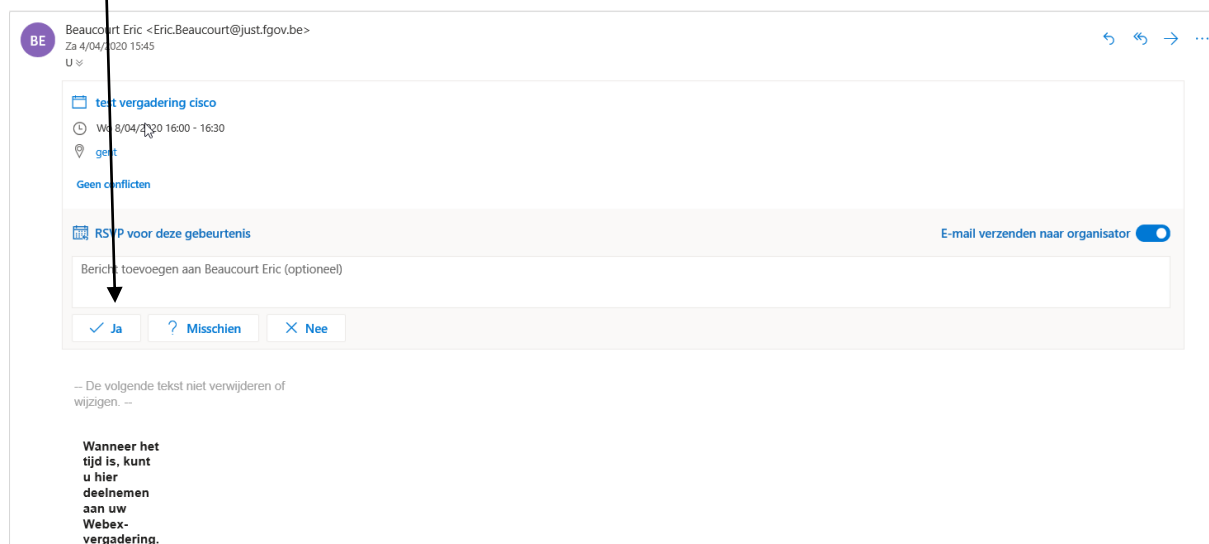 BE
Beaucourt Eric <Eric.Beaucourt@just.fgov.be>
Za 4/04/2020 15:45
U
test vergadering cisco
Wo 8/04/2020 16:00 - 16:30
gent
Geen conflicten
RSVP voor deze gebeurtenis
E-mail verzenden naar organisator
Bericht toevoegen aan Beaucourt Eric (optioneel)
Ja
? Misschien
Nee
-- De volgende tekst niet verwijderen of
wijzigen. --
Wanneer het
tijd is, kunt
u hier
deelnemen
aan uw
Webex-
vergadering.